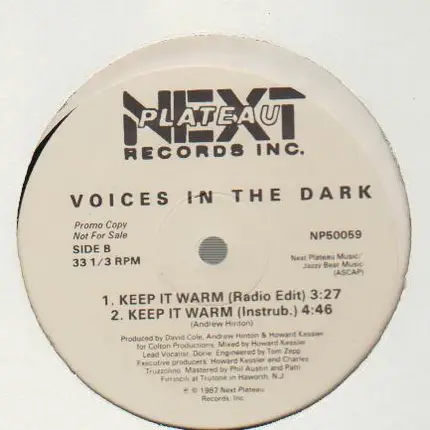 NEXT
PLATEAU
RECORDS INC.
VOICES IN THE DARK
Promo Copy
Not For Sale
SIDE B
33 1/3 RPM
NP50059
Next Plateau Music/
Jazzy Beat Music
(ASCAP)
1. KEEP IT WARM (Radio Edit) 3:27
2. KEEP IT WARM (Instrub.) 4:46
(Andrew Hinton)
Produced by David Cole, Andrew Hinton & Howard Kessler
for Colton Productions. Mixed by Howard Kessler
Lead Vocalist, Dorie. Engineered by Tom Zepp
Executive producers: Howard Kessler and Charles
Truzzolino. Mastered by Phil Austin and Patti
at Trutone in Haworth, N.J.
℗ © 1987 Next Plateau
Records, Inc.